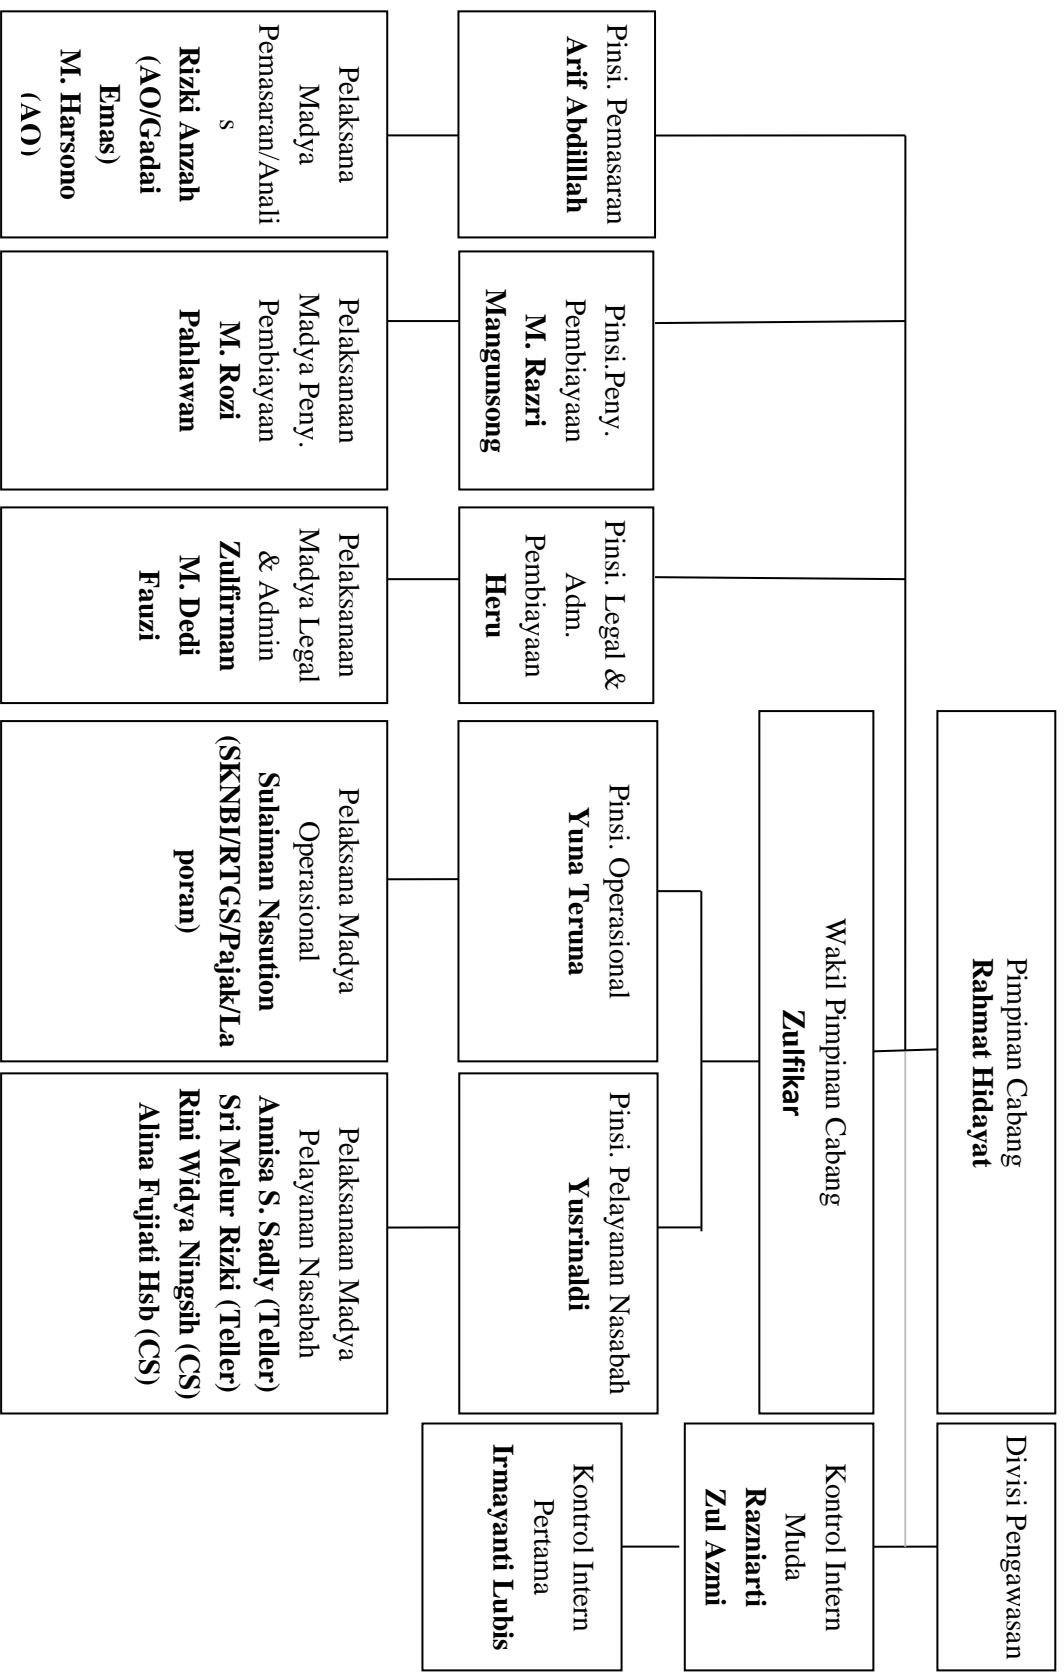 Pimpinan Cabang
Rahmat Hidayat
Divisi Pengawasan
Wakil Pimpinan Cabang
Zulfikar
Kontrol Intern
Muda
Razniarti
Zul Azmi
Pinsi. Pemasaran
Arif Abdilllah
Pinsi.Peny.
Pembiayaan
M. Razri
Mangunsong
Pinsi. Legal &
Adm.
Pembiayaan
Heru
Pinsi. Operasional
Yuna Teruna
Pinsi. Pelayanan Nasabah
Yusrinaldi
Kontrol Intern
Pertama
Irmayanti Lubis
Pelaksana
Madya
Pemasaran/Anali
s
Rizki Anzah
(AO/Gadai
Emas)
M. Harsono
(AO)
Pelaksanaan
Madya Peny.
Pembiayaan
M. Rozi
Pahlawan
Pelaksanaan
Madya Legal
& Admin
Zulfirman
M. Dedi
Fauzi
Pelaksana Madya
Operasional
Sulaiman Nasution
(SKNBI/RTGS/Pajak/La
poran)
Pelaksanaan Madya
Pelayanan Nasabah
Annisa S. Sadly (Teller)
Sri Melur Rizki (Teller)
Rini Widya Ningsih (CS)
Alina Fujiati Hsb (CS)